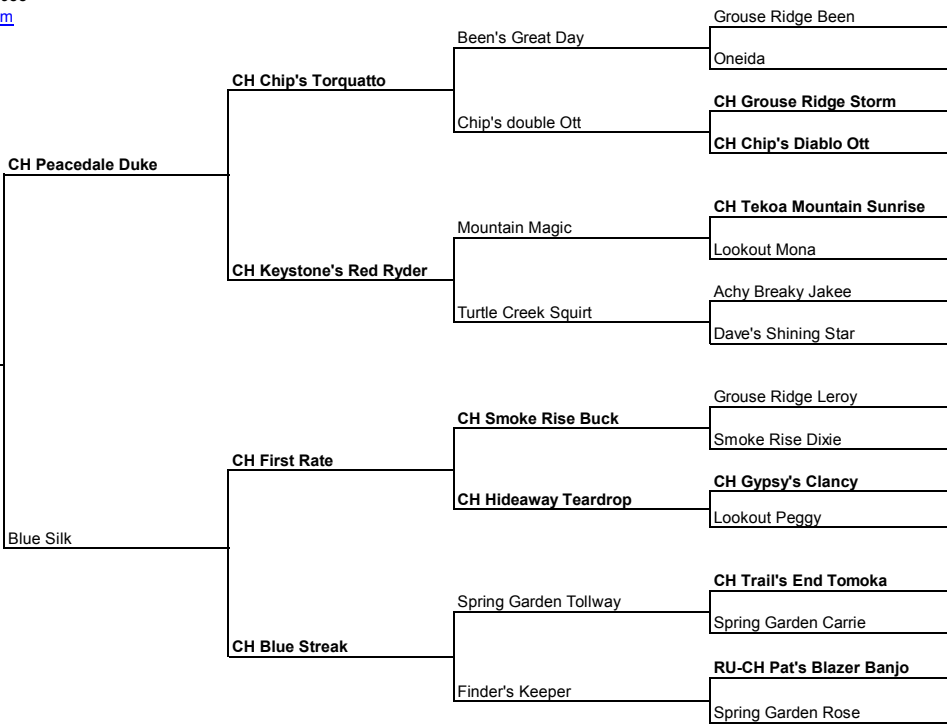 m
Grouse Ridge Been
Been's Great Day
Oneida
CH Chip's Torquatto
CH Grouse Ridge Storm
Chip's double Ott
CH Chip's Diablo Ott
CH Peacedale Duke
CH Tekoa Mountain Sunrise
Mountain Magic
Lookout Mona
CH Keystone's Red Ryder
Achy Breaky Jakee
Turtle Creek Squirt
Dave's Shining Star
Grouse Ridge Leroy
CH Smoke Rise Buck
Smoke Rise Dixie
CH First Rate
CH Gypsy's Clancy
CH Hideaway Teardrop
Lookout Peggy
Blue Silk
CH Trail's End Tomoka
Spring Garden Tollway
Spring Garden Carrie
CH Blue Streak
RU-CH Pat's Blazer Banjo
Finder's Keeper
Spring Garden Rose